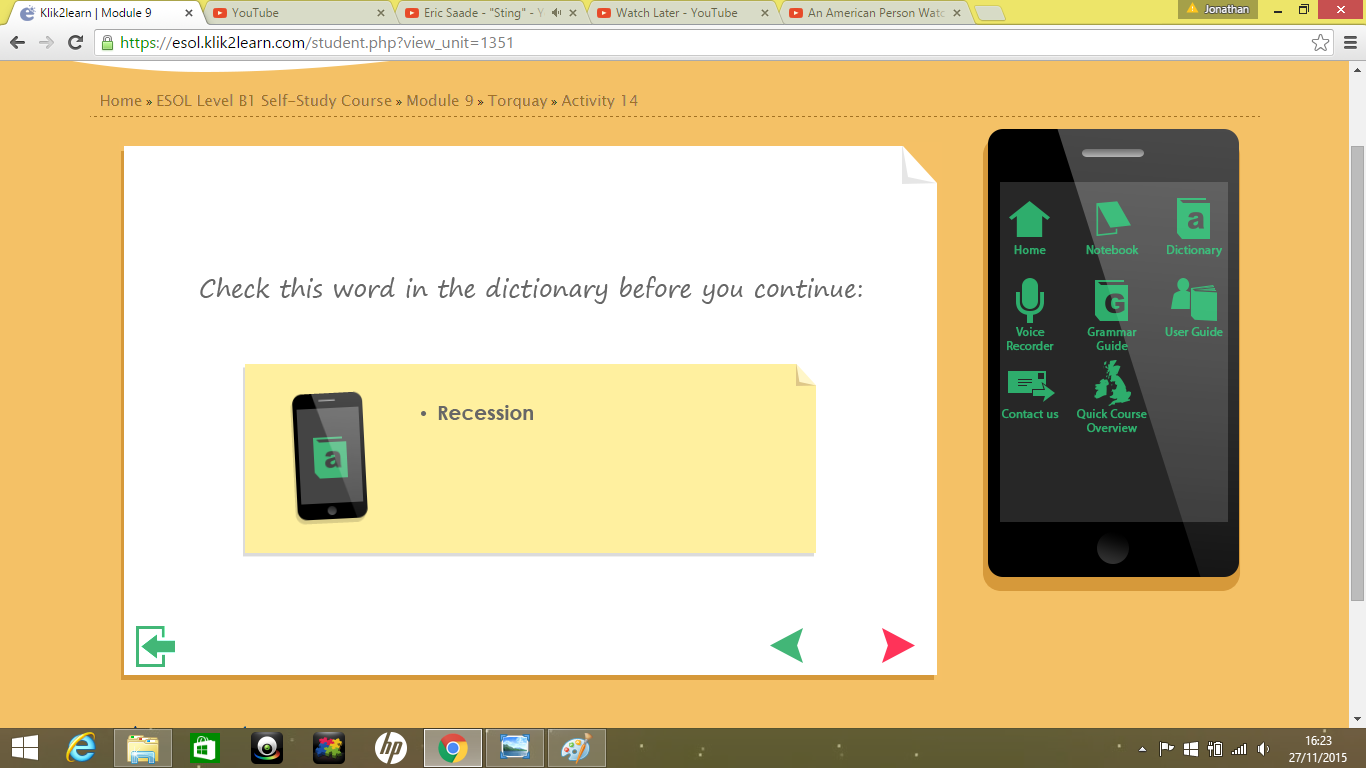 Klik2learn | Module 9
YouTube
Eric Saade - "Sting" - Y
Watch Later - YouTube
An American Person Watc
Jonathan
https://esol.klik2learn.com/student.php?view_unit=1351
Home » ESOL Level B1 Self-Study Course » Module 9 » Torquay » Activity 14
Check this word in the dictionary before you continue:
a
• Recession
Home
Notebook
a
Dictionary
Voice
Recorder
G
Grammar
Guide
User Guide
Contact us
Quick Course
Overview
hp
16:23
27/11/2015